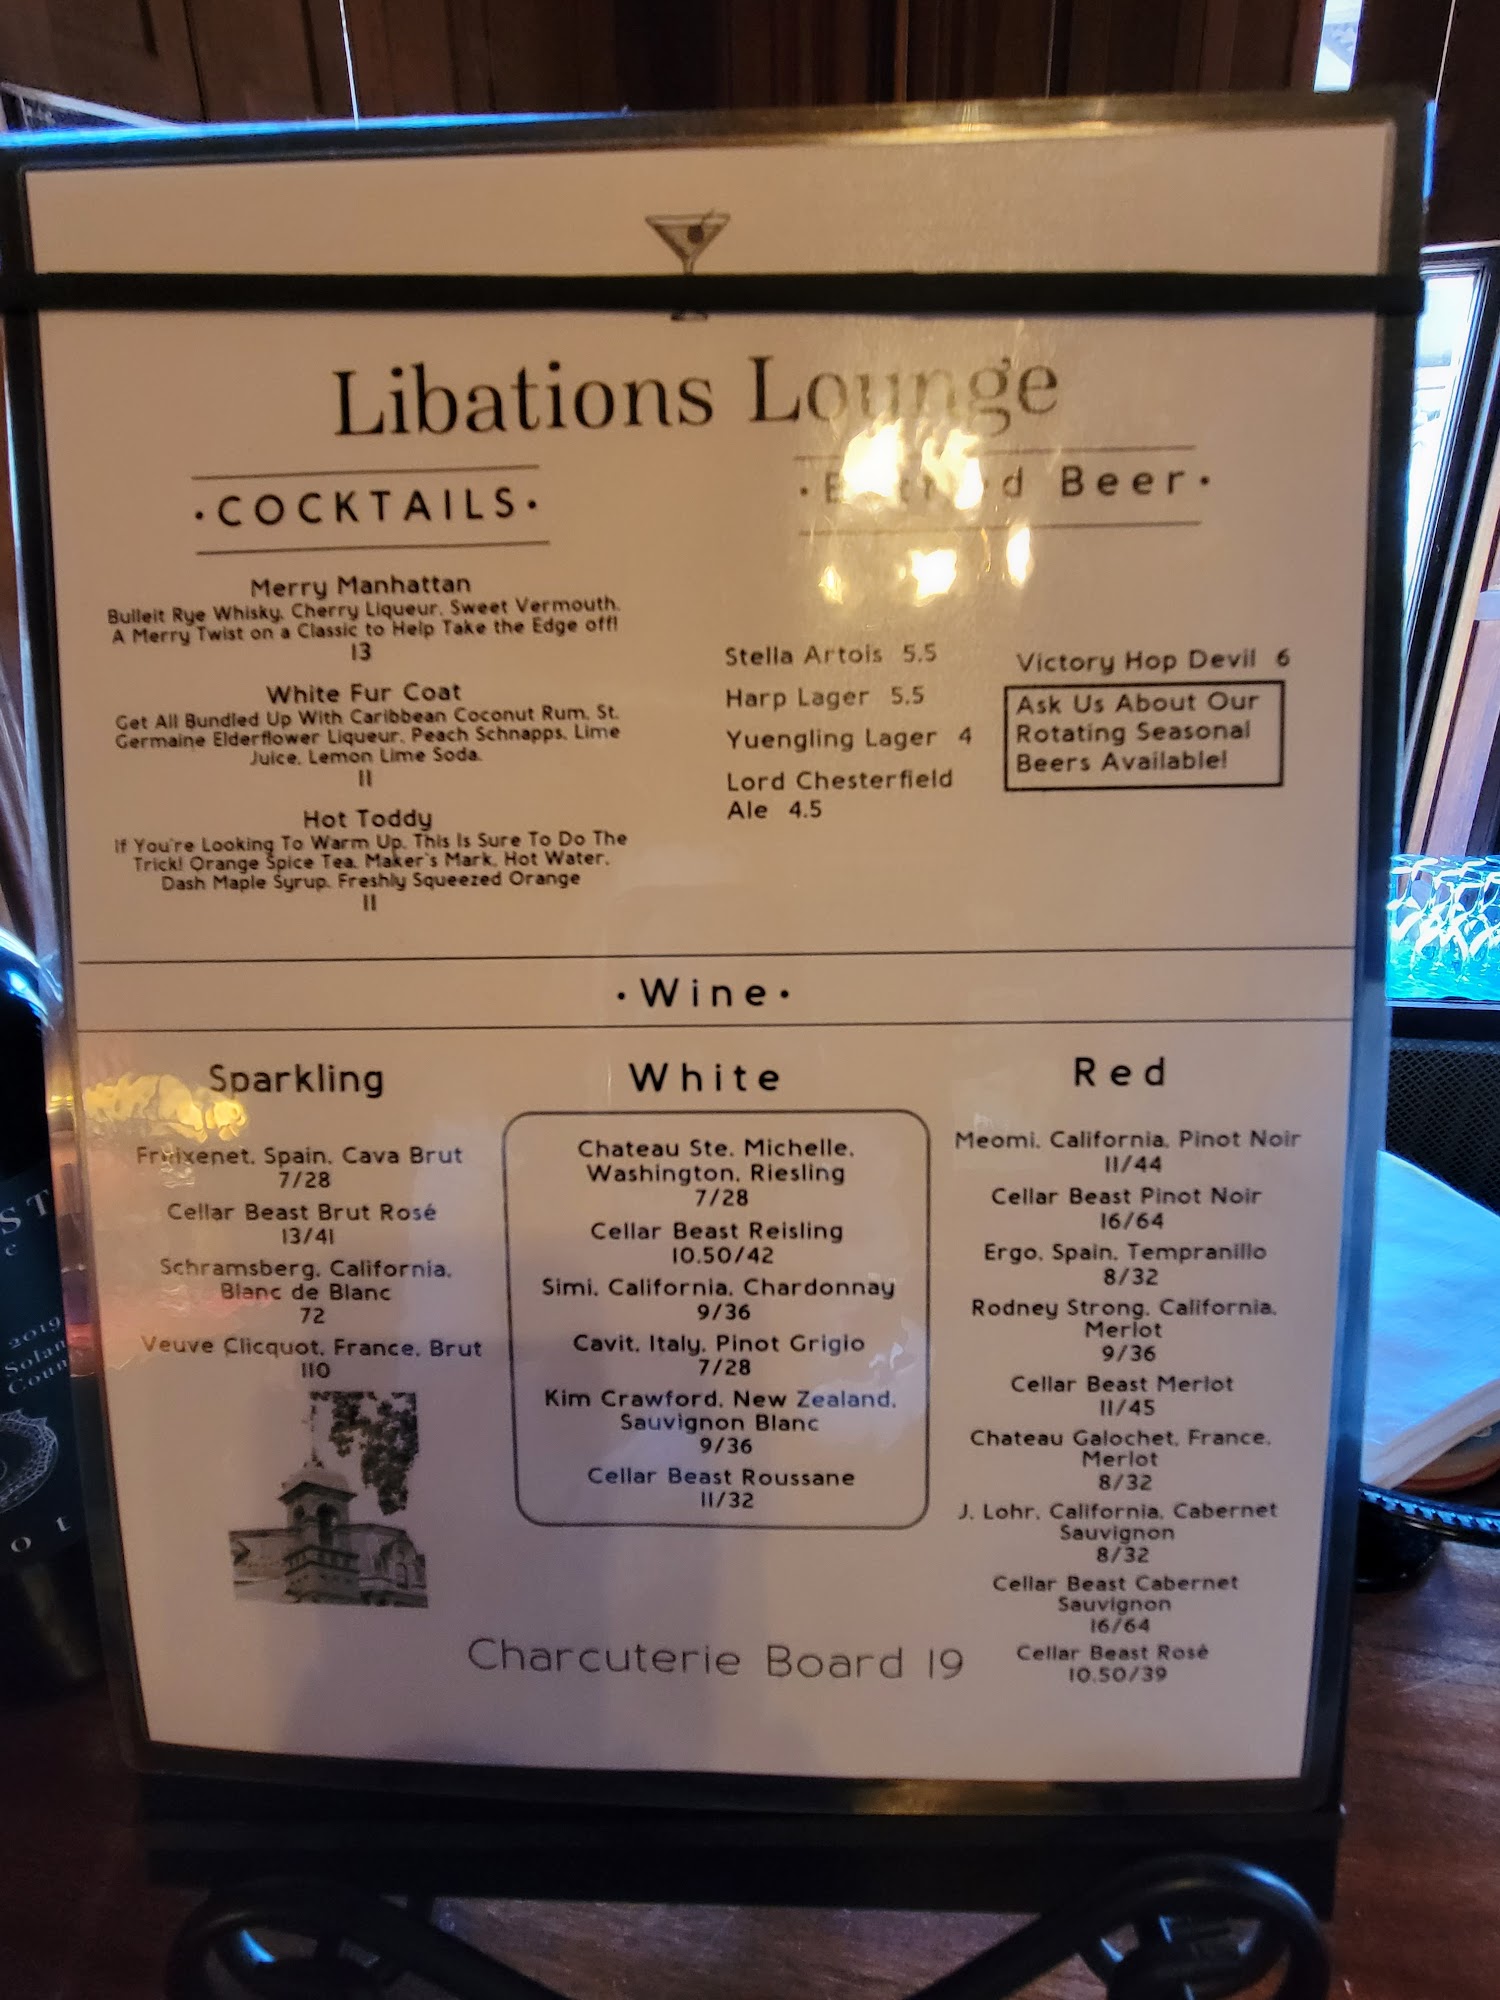 Libations Lounge
·COCKTAILS·
Merry Manhattan
Bulleit Rye Whisky, Cherry Liqueur, Sweet Vermouth.
A Merry Twist on a Classic to Help Take the Edge off!
13
White Fur Coat
Get All Bundled Up With Caribbean Coconut Rum, St.
Germaine Elderflower Liqueur, Peach Schnapps, Lime
Juice, Lemon Lime Soda.
11
Hot Toddy
If You're Looking To Warm Up, This Is Sure To Do The
Trick! Orange Spice Tea, Maker's Mark, Hot Water,
Dash Maple Syrup, Freshly Squeezed Orange
11
Beer·
Stella Artois 5.5
Harp Lager 5.5
Yuengling Lager 4
Lord Chesterfield
Ale 4.5
Victory Hop Devil 6
Ask Us About Our
Rotating Seasonal
Beers Available!
·Wine·
Sparkling
Freixenet, Spain, Cava Brut
7/28
Cellar Beast Brut Rosé
13/41
Schramsberg, California,
Blanc de Blanc
72
Veuve Clicquot, France, Brut
110
White
Chateau Ste. Michelle,
Washington, Riesling
7/28
Cellar Beast Reisling
10.50/42
Simi, California, Chardonnay
9/36
Cavit, Italy, Pinot Grigio
7/28
Kim Crawford, New Zealand,
Sauvignon Blanc
9/36
Cellar Beast Roussane
11/32
Red
Meomi, California, Pinot Noir
11/44
Cellar Beast Pinot Noir
16/64
Ergo, Spain, Tempranillo
8/32
Rodney Strong, California,
Merlot
9/36
Cellar Beast Merlot
11/45
Chateau Galochet, France,
Merlot
8/32
J. Lohr, California, Cabernet
Sauvignon
8/32
Cellar Beast Cabernet
Sauvignon
16/64
Cellar Beast Rosé
10.50/39
Charcuterie Board 19
ST
c
2019
Solan
Coun
ot